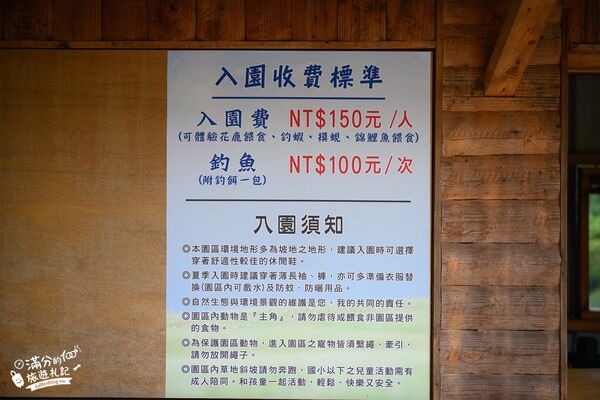 入園收費標準
入園費 NT$150元/人
(可體驗花鹿餵食、釣蝦、摸蜆、錦鯉魚餵食)
釣魚 NT$100元/次
(附釣餌一包)
入園須知
◎本園區環境地形多為坡地之地形，建議入園時可選擇
穿著舒適性較佳的休閒鞋。
◎夏季入園時建議穿著薄長袖、褲，亦可多準備衣服替
換(園區內可戲水)及防蚊、防曬用品。
◎自然生態與環境景觀的維護是您、我的共同的責任。
◎園區內動物是『主角』，請勿虐待或餵食非園區提供
的食物。
◎為保護園區動物，進入園區之寵物皆須繫繩、牽引，
請勿放開繩子。
◎園區內草地斜坡請勿奔跑，國小以下之兒童活動需有
成人陪同。和孩童一起活動，輕鬆、快樂又安全。
滿分的
旅遊札記